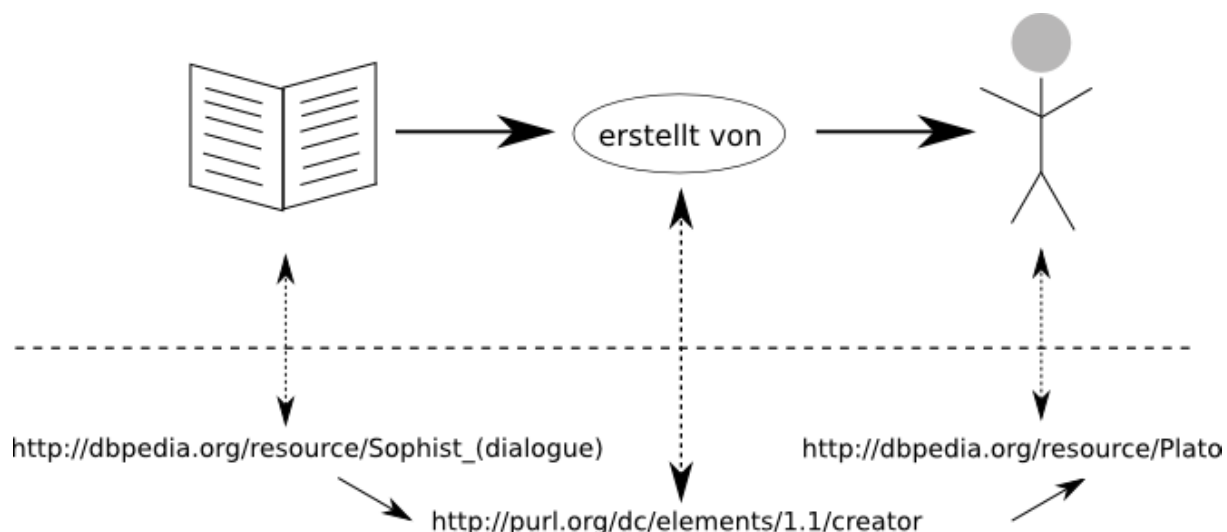 erstellt von
http://dbpedia.org/resource/Sophist_(dialogue)
http://dbpedia.org/resource/Plato
http://purl.org/dc/elements/1.1/creator